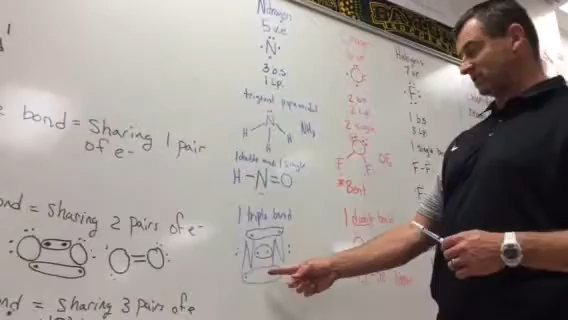 e bond = Sharing 1 pair
of e-
ond = Sharing 2 pairs of e-
O=O
nd = Sharing 3 pairs of e
Nitrogen
5 v.e
N
3 b.s
1 l.p.
trigonal pyramidal
N
H H H NH₃
1 double and 1 single
H-N=O
1 triple bond
N N
O
2 single
O
F F OF₂
*Bent
1 double bond
Halogens
7 v.e
F
1 b.s
3 l.p.
1 single bond
F-F